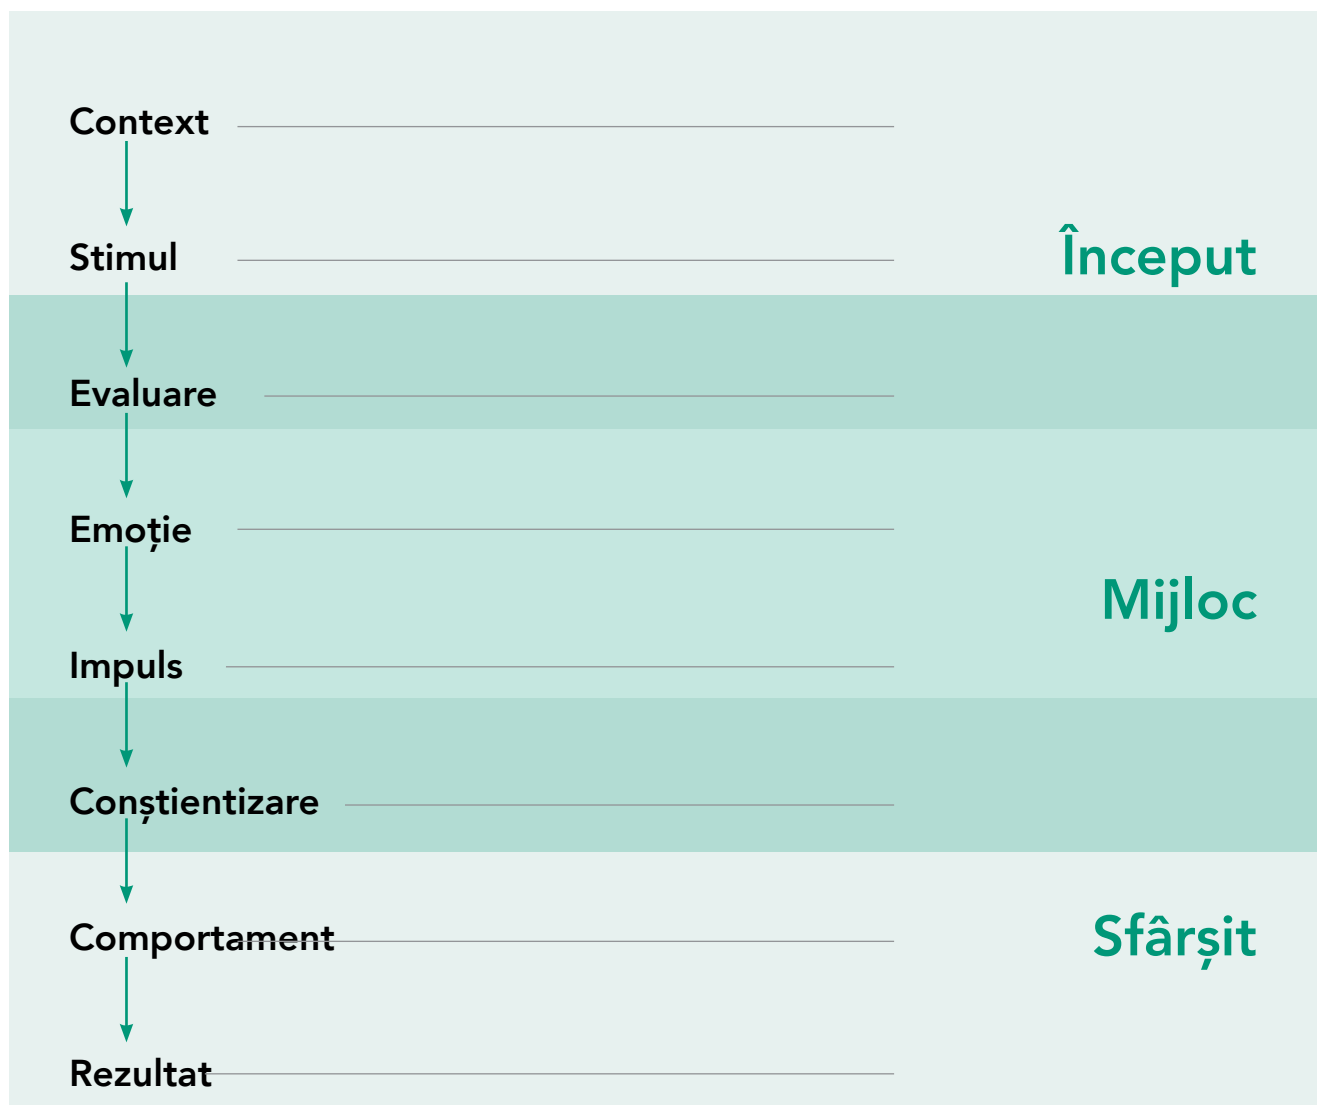 Context
Stimul
Început
Evaluare
Emoție
Mijloc
Impuls
Conștientizare
Comportament
Sfârșit
Rezultat